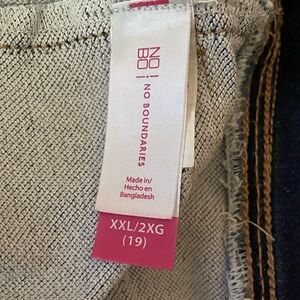 NO!
BO!
NO BOUNDARIES
Made in/
Hecho en
Bangladesh
XXL/2XG
(19)